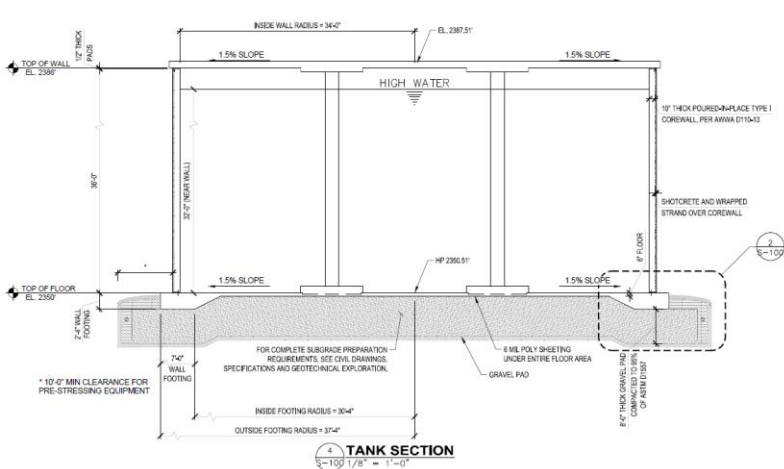 INSIDE WALL RADIUS = 34'-0"
EL. 2387.51'
1/2" THICK
PADS
1.5% SLOPE
1.5% SLOPE
TOP OF WALL
EL. 2386'
HIGH WATER
10" THICK POURED-IN-PLACE TYPE I
COREWALL, PER AWWA D110-13
36'-0"
32'-0" (NEAR WALL)
SHOTCRETE AND WRAPPED
STRAND OVER COREWALL
6" FLOOR
2
S-100
*
HP 2350.51'
1.5% SLOPE
1.5% SLOPE
TOP OF FLOOR
EL. 2350'
2'-4" WALL
FOOTING
7'-0"
WALL
FOOTING
FOR COMPLETE SUBGRADE PREPARATION
REQUIREMENTS, SEE CIVIL DRAWINGS,
SPECIFICATIONS AND GEOTECHNICAL EXPLORATION.
6 MIL POLY SHEETING
UNDER ENTIRE FLOOR AREA
GRAVEL PAD
THICK GRAVEL PAD
COMPACTED TO 95%
OF ASTM D1557
* 10'-0" MIN CLEARANCE FOR
PRE-STRESSING EQUIPMENT
INSIDE FOOTING RADIUS = 30'-4"
OUTSIDE FOOTING RADIUS = 37'-4"
4
TANK SECTION
S-100
1/8" = 1'-0"